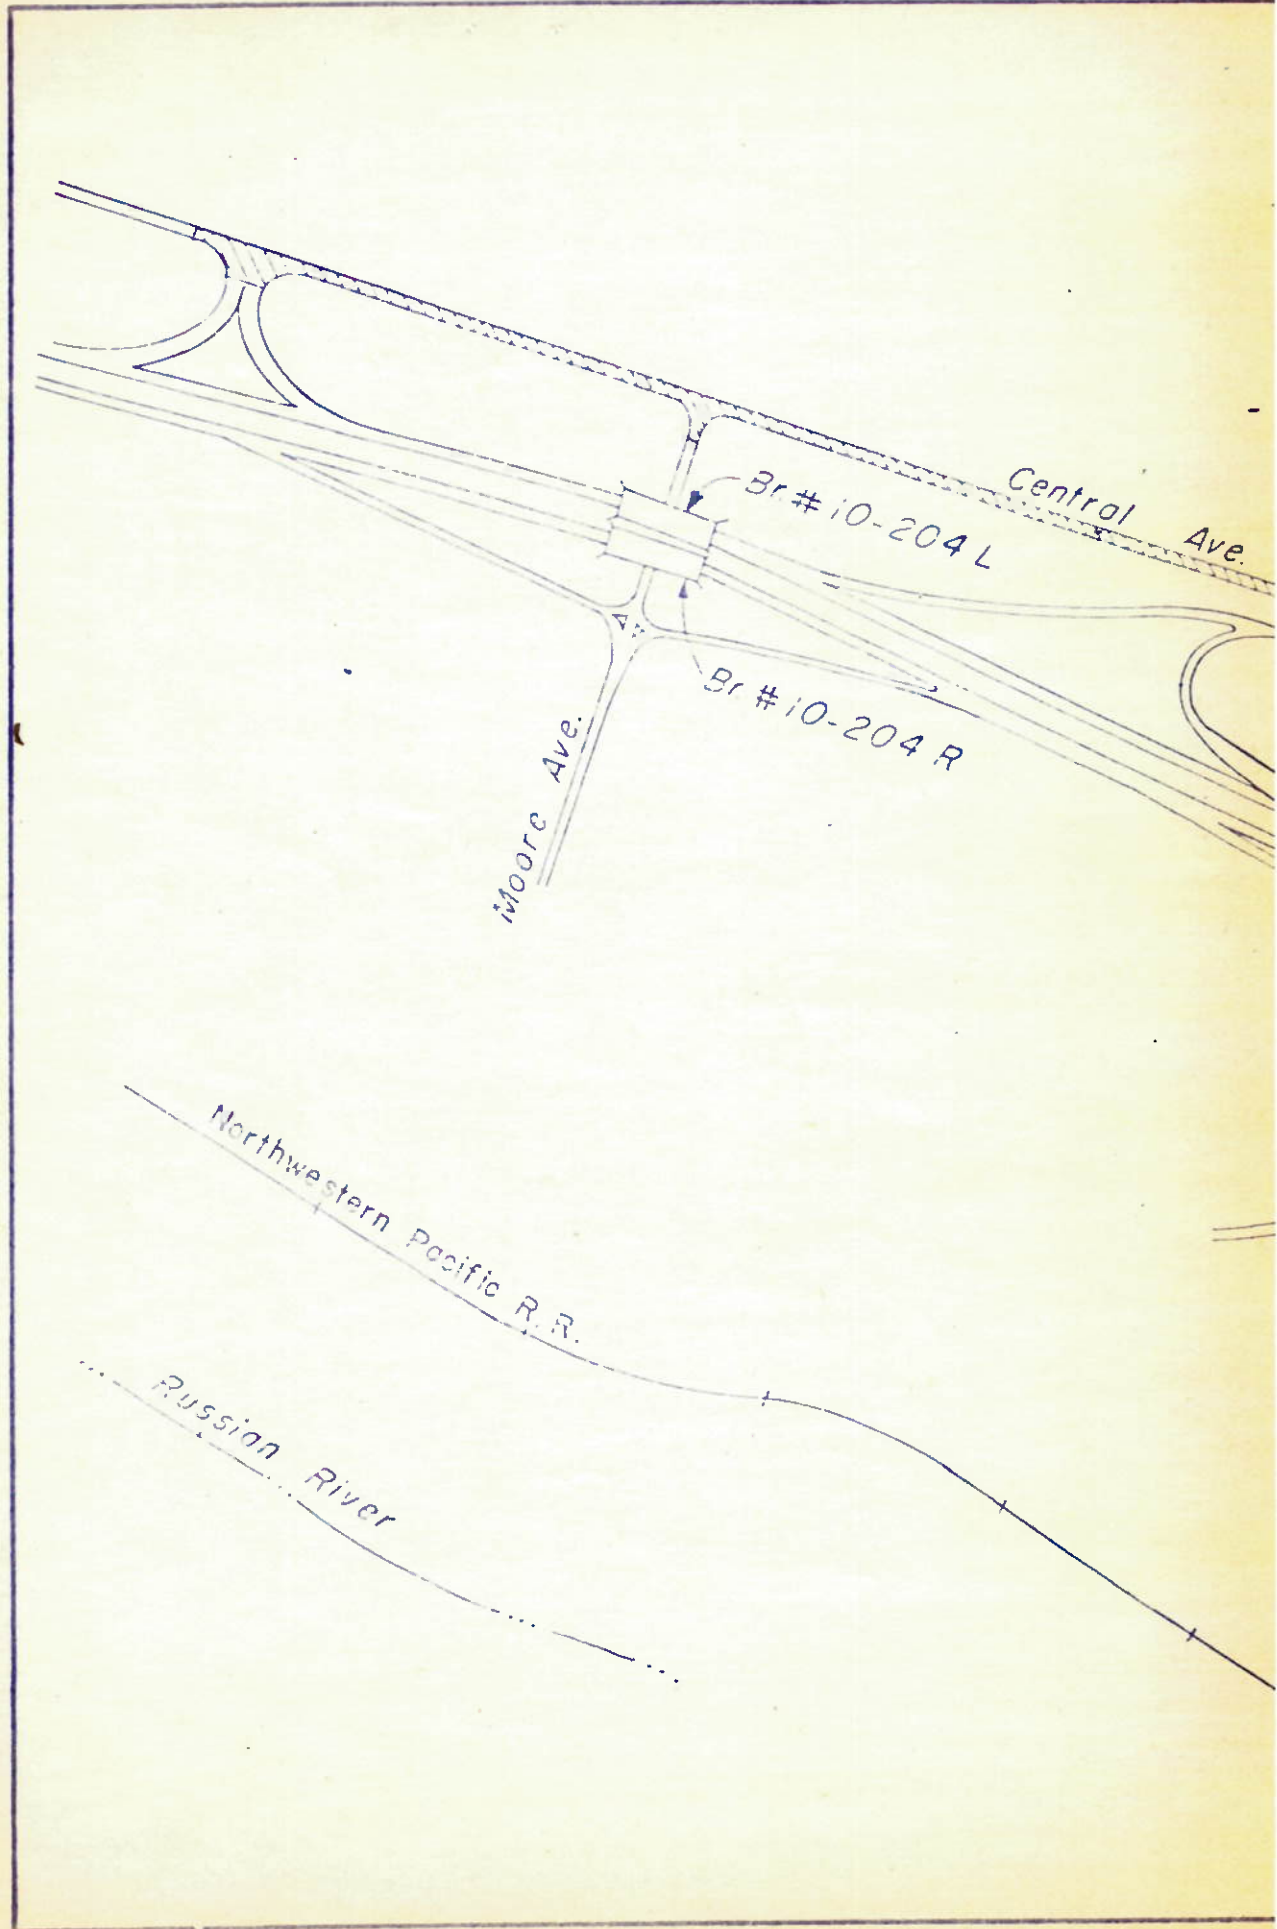 Central Ave.
Br. # 10-204 L
Br # 10-204 R
Moore Ave.
Northwestern Pacific R. R.
Russian River